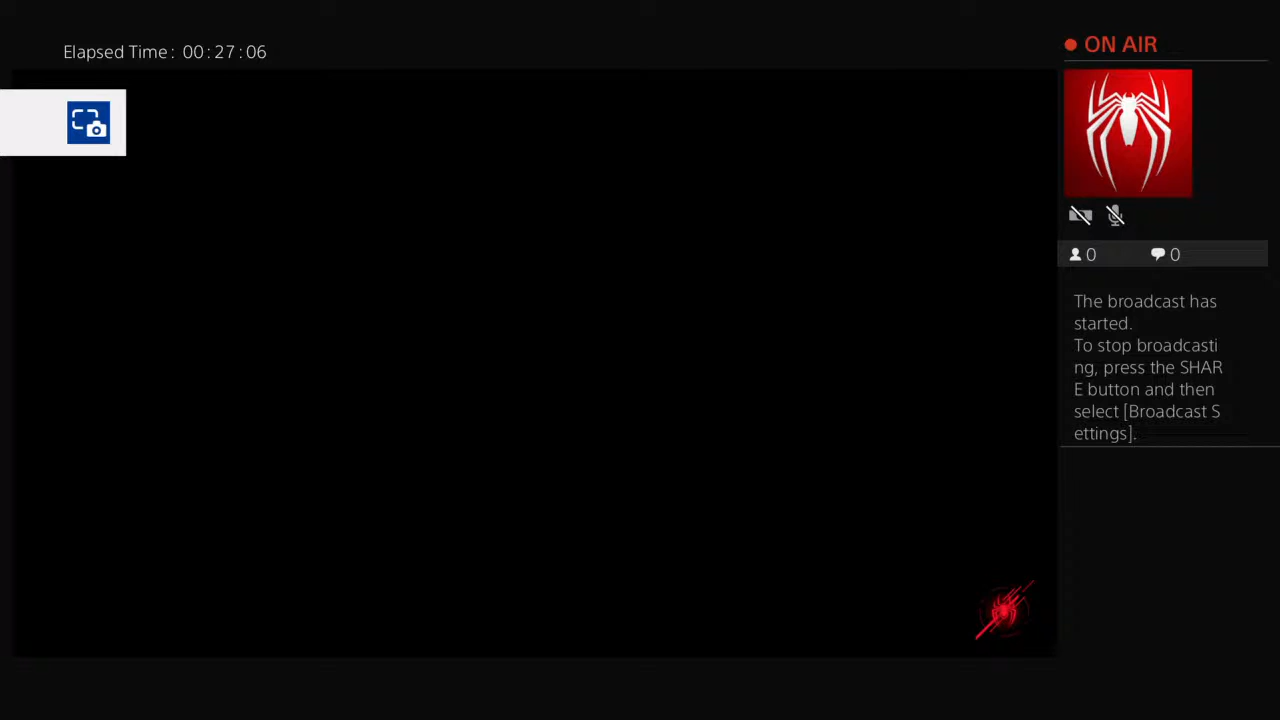 Elapsed Time: 00:27:06
ON AIR
0 0
The broadcast has
started.
To stop broadcasti
ng, press the SHAR
E button and then
select [Broadcast S
ettings].